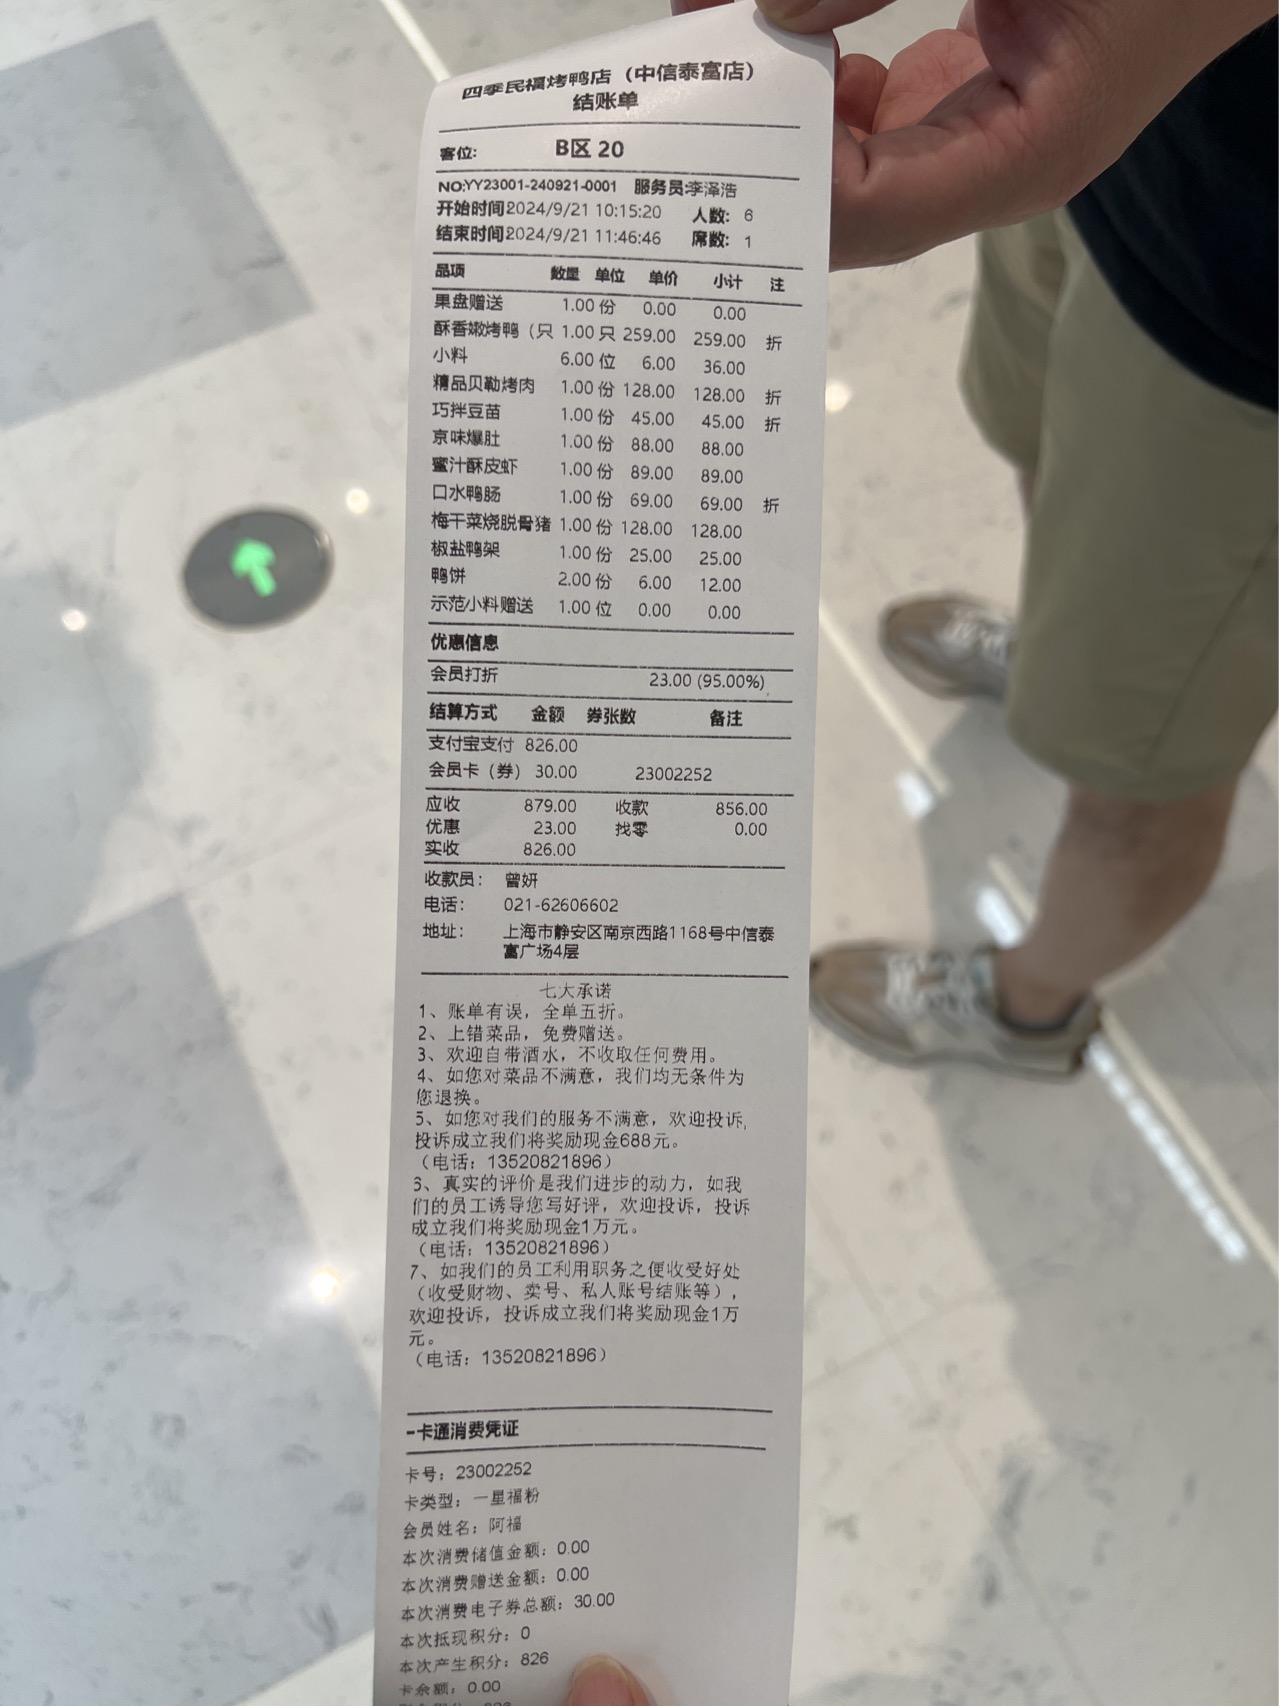 四季民福烤鸭店（中信泰富店）
结账单
客位: B区 20
NO:YY23001-240921-0001 服务员:李泽浩
开始时间:2024/9/21 10:15:20 人数: 6
结束时间:2024/9/21 11:46:46 席数: 1
品项 数量 单位 单价 小计 注
果盘赠送 1.00 份 0.00 0.00
酥香嫩烤鸭（只 1.00 只 259.00 259.00 折
小料 6.00 位 6.00 36.00
精品贝勒烤肉 1.00 份 128.00 128.00 折
巧拌豆苗 1.00 份 45.00 45.00 折
京味爆肚 1.00 份 88.00 88.00
蜜汁酥皮虾 1.00 份 89.00 89.00
口水鸭肠 1.00 份 69.00 69.00 折
梅干菜烧脱骨猪 1.00 份 128.00 128.00
椒盐鸭架 1.00 份 25.00 25.00
鸭饼 2.00 份 6.00 12.00
示范小料赠送 1.00 位 0.00 0.00
优惠信息
会员打折 23.00 (95.00%)
结算方式 金额 券张数 备注
支付宝支付 826.00
会员卡（券）30.00 23002252
应收 879.00 收款 856.00
优惠 23.00 找零 0.00
实收 826.00
收款员: 曾妍
电话: 021-62606602
地址: 上海市静安区南京西路1168号中信泰
富广场4层
七大承诺
1、账单有误，全单五折。
2、上错菜品，免费赠送。
3、欢迎自带酒水，不收取任何费用。
4、如您对菜品不满意，我们均无条件为
您退换。
5、如您对我们的服务不满意，欢迎投诉,
投诉成立我们将奖励现金688元。
（电话：13520821896）
3、真实的评价是我们进步的动力，如我
们的员工诱导您写好评，欢迎投诉，投诉
成立我们将奖励现金1万元。
（电话：13520821896）
7、如我们的员工利用职务之便收受好处
（收受财物、卖号、私人账号结账等），
欢迎投诉，投诉成立我们将奖励现金1万
元。
（电话：13520821896）
-卡通消费凭证
卡号：23002252
卡类型：一星福粉
会员姓名：阿福
本次消费储值金额：0.00
本次消费赠送金额：0.00
本次消费电子券总额：30.00
本次抵现积分：0
本次产生积分：826
卡余额：0.00